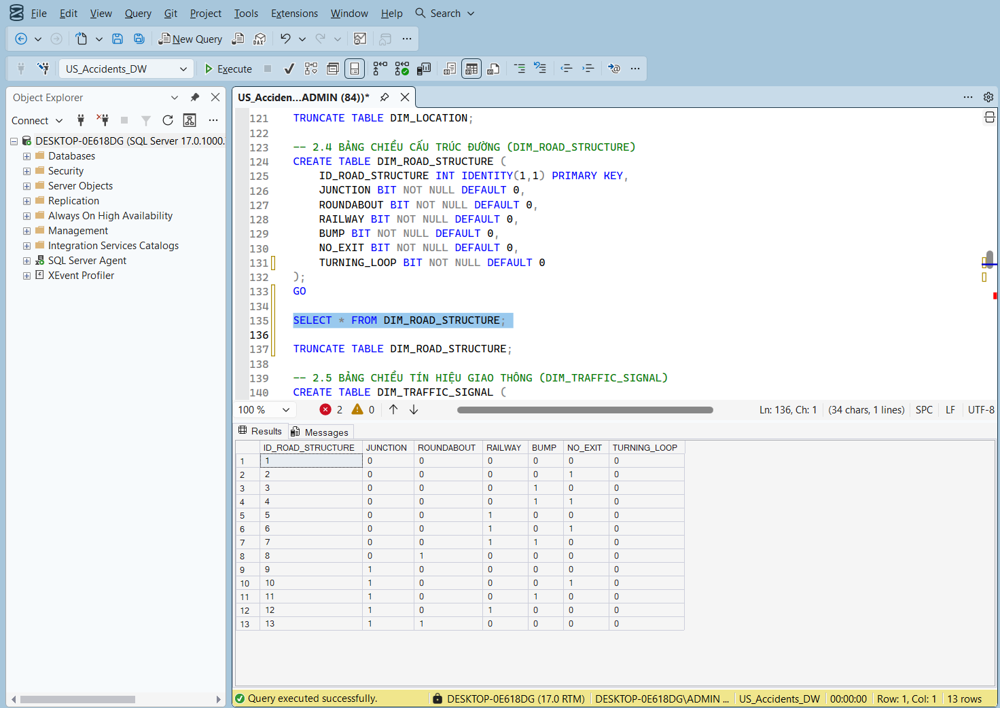 File Edit View Query Git Project Tools Extensions Window Help Search
New Query
US_Accidents_DW Execute
Object Explorer
Connect
DESKTOP-0E618DG (SQL Server 17.0.1000.
Databases
Security
Server Objects
Replication
Always On High Availability
Management
Integration Services Catalogs
SQL Server Agent
XEvent Profiler
US_Acciden...ADMIN (84))*
121 TRUNCATE TABLE DIM_LOCATION;
122
123 -- 2.4 BẢNG CHIỀU CẤU TRÚC ĐƯỜNG (DIM_ROAD_STRUCTURE)
124 CREATE TABLE DIM_ROAD_STRUCTURE (
125 ID_ROAD_STRUCTURE INT IDENTITY(1,1) PRIMARY KEY,
126 JUNCTION BIT NOT NULL DEFAULT 0,
127 ROUNDABOUT BIT NOT NULL DEFAULT 0,
128 RAILWAY BIT NOT NULL DEFAULT 0,
129 BUMP BIT NOT NULL DEFAULT 0,
130 NO_EXIT BIT NOT NULL DEFAULT 0,
131 TURNING_LOOP BIT NOT NULL DEFAULT 0
132 );
133 GO
134
135 SELECT * FROM DIM_ROAD_STRUCTURE;
136
137 TRUNCATE TABLE DIM_ROAD_STRUCTURE;
138
139 -- 2.5 BẢNG CHIỀU TÍN HIỆU GIAO THÔNG (DIM_TRAFFIC_SIGNAL)
140 CREATE TABLE DIM_TRAFFIC_SIGNAL (
100 % 2 0 Ln: 136, Ch: 1 (34 chars, 1 lines) SPC LF UTF-8
Results Messages
ID_ROAD_STRUCTURE JUNCTION ROUNDABOUT RAILWAY BUMP NO_EXIT TURNING_LOOP
1 1 0 0 0 0 0 0
2 2 0 0 0 0 1 0
3 3 0 0 0 1 0 0
4 4 0 0 0 1 1 0
5 5 0 0 1 0 0 0
6 6 0 0 1 0 1 0
7 7 0 0 1 1 0 0
8 8 0 1 0 0 0 0
9 9 1 0 0 0 0 0
10 10 1 0 0 0 1 0
11 11 1 0 0 1 0 0
12 12 1 0 1 0 0 0
13 13 1 1 0 0 0 0
Query executed successfully. DESKTOP-0E618DG (17.0 RTM) DESKTOP-0E618DG\ADMIN ... US_Accidents_DW 00:00:00 Row: 1, Col: 1 13 rows